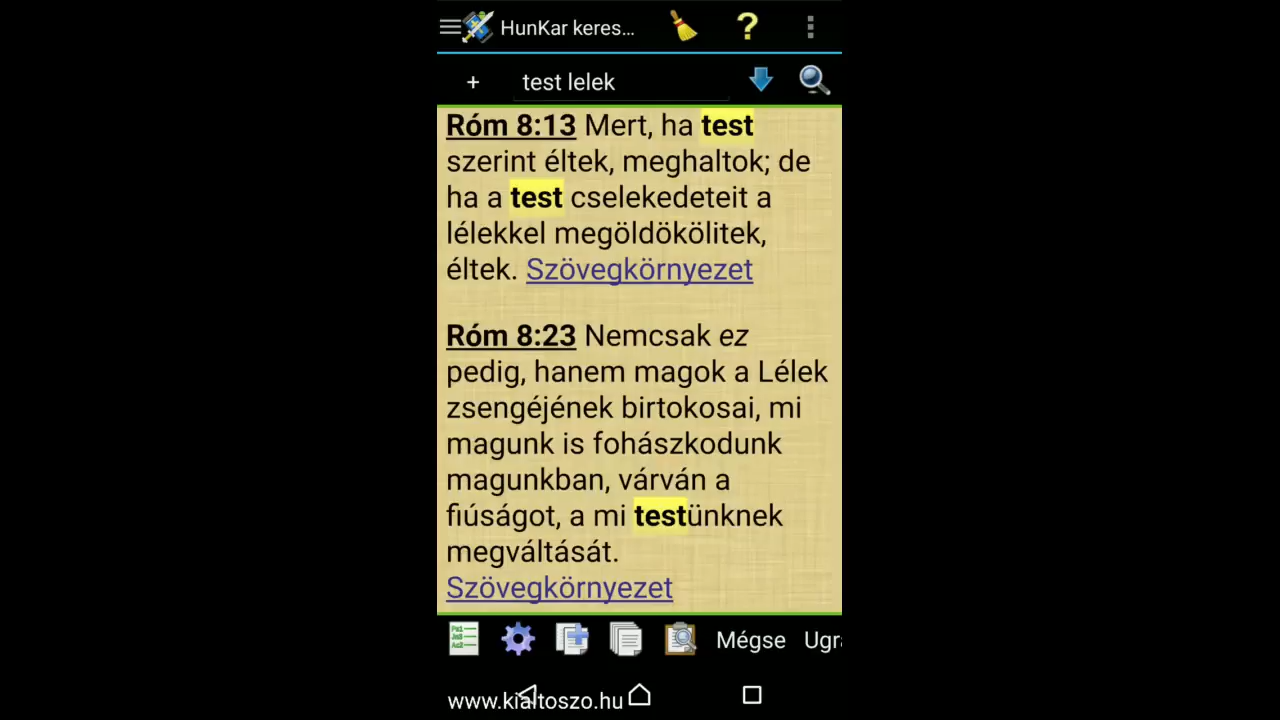 HunKar keres...
+ test lelek
Róm 8:13 Mert, ha test
szerint éltek, meghaltok; de
ha a test cselekedeteit a
lélekkel megöldökölitek,
éltek. Szövegkörnyezet
Róm 8:23 Nemcsak ez
pedig, hanem magok a Lélek
zsengéjének birtokosai, mi
magunk is fohászkodunk
magunkban, várván a
fiúságot, a mi testünknek
megváltását.
Szövegkörnyezet
Mégse Ugra
www.kialtoszo.hu